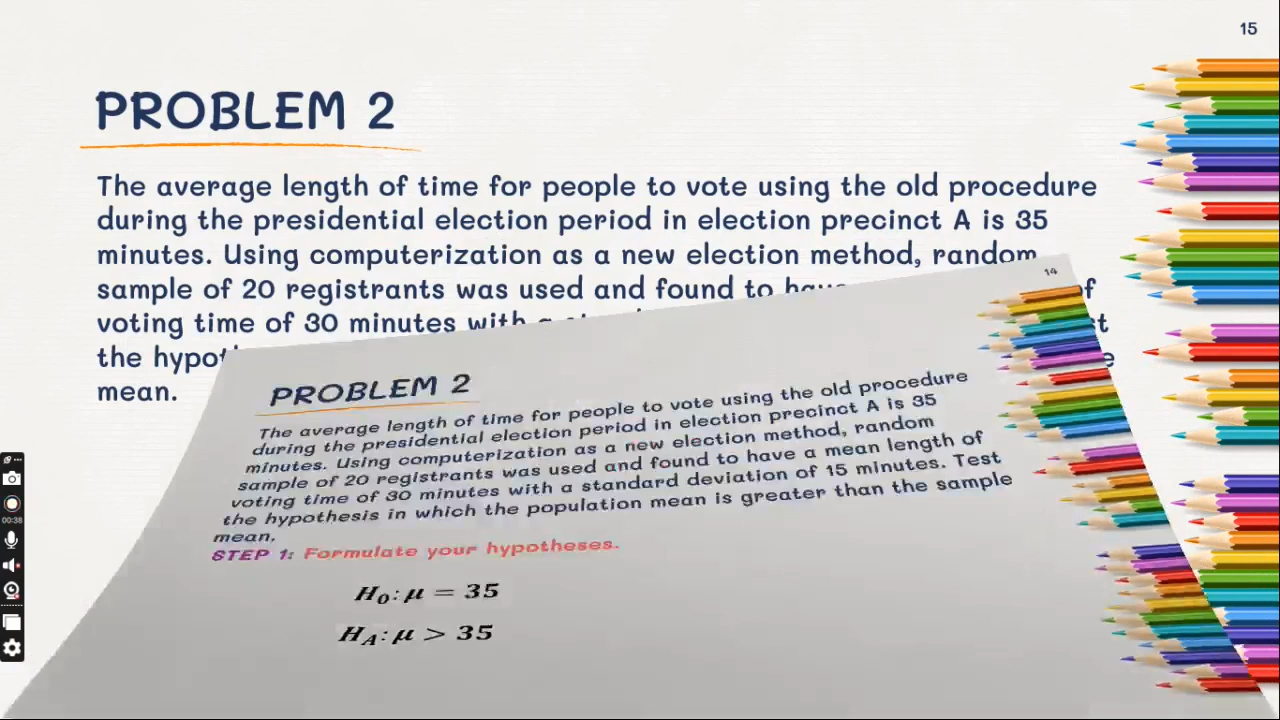 15
PROBLEM 2
The average length of time for people to vote using the old procedure
during the presidential election period in election precinct A is 35
minutes. Using computerization as a new election method, random
sample of 20 registrants was used and found to
voting time of 30 minutes with a
the
mean.
14
PROBLEM 2
The average length of time for people to vote using the old procedure
during the presidential election period in election precinct A is 35
minutes. Using computerization as a new election method, random
sample of 20 registrants was used and found to have a mean length of
voting time of 30 minutes with a standard deviation of 15 minutes. Test
the hypothesis in which the population mean is greater than the sample
mean.
STEP 1: Formulate your hypotheses.
H₀: μ = 35
H_A: μ > 35
00:38